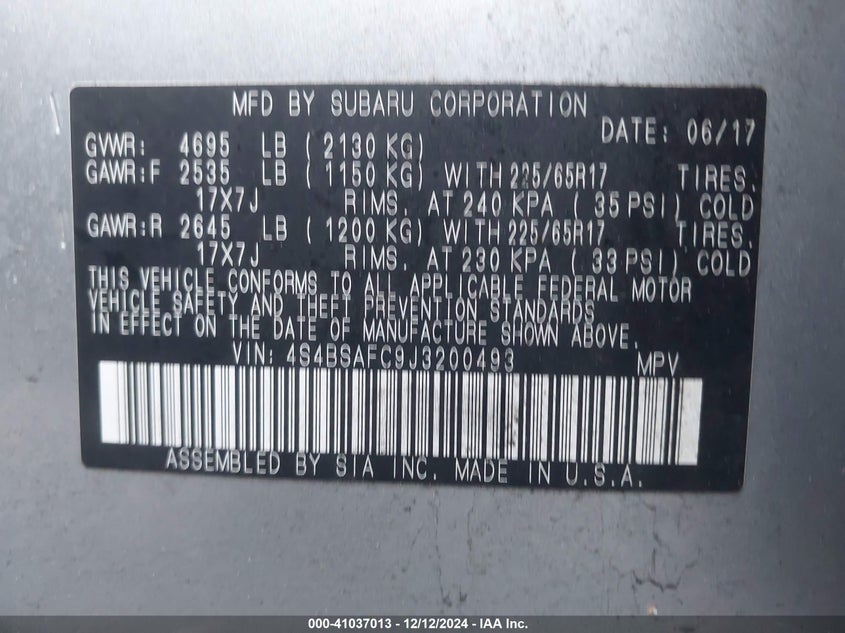 MFD BY SUBARU CORPORATION
DATE: 06/17
GVWR: 4695 LB ( 2130 KG)
GAWR:F 2535 LB ( 1150 KG) WITH 225/65R17 TIRES.
17X7J RIMS. AT 240 KPA ( 35 PSI) COLD
GAWR:R 2645 LB ( 1200 KG) WITH 225/65R17 TIRES.
17X7J RIMS. AT 230 KPA ( 33 PSI) COLD
THIS VEHICLE CONFORMS TO ALL APPLICABLE FEDERAL MOTOR
VEHICLE SAFETY AND THEFT PREVENTION STANDARDS
IN EFFECT ON THE DATE OF MANUFACTURE SHOWN ABOVE.
VIN: 4S4BSAFC9J3200493 MPV
ASSEMBLED BY SIA INC. MADE IN U.S.A.
000-41037013 - 12/12/2024 - IAA Inc.